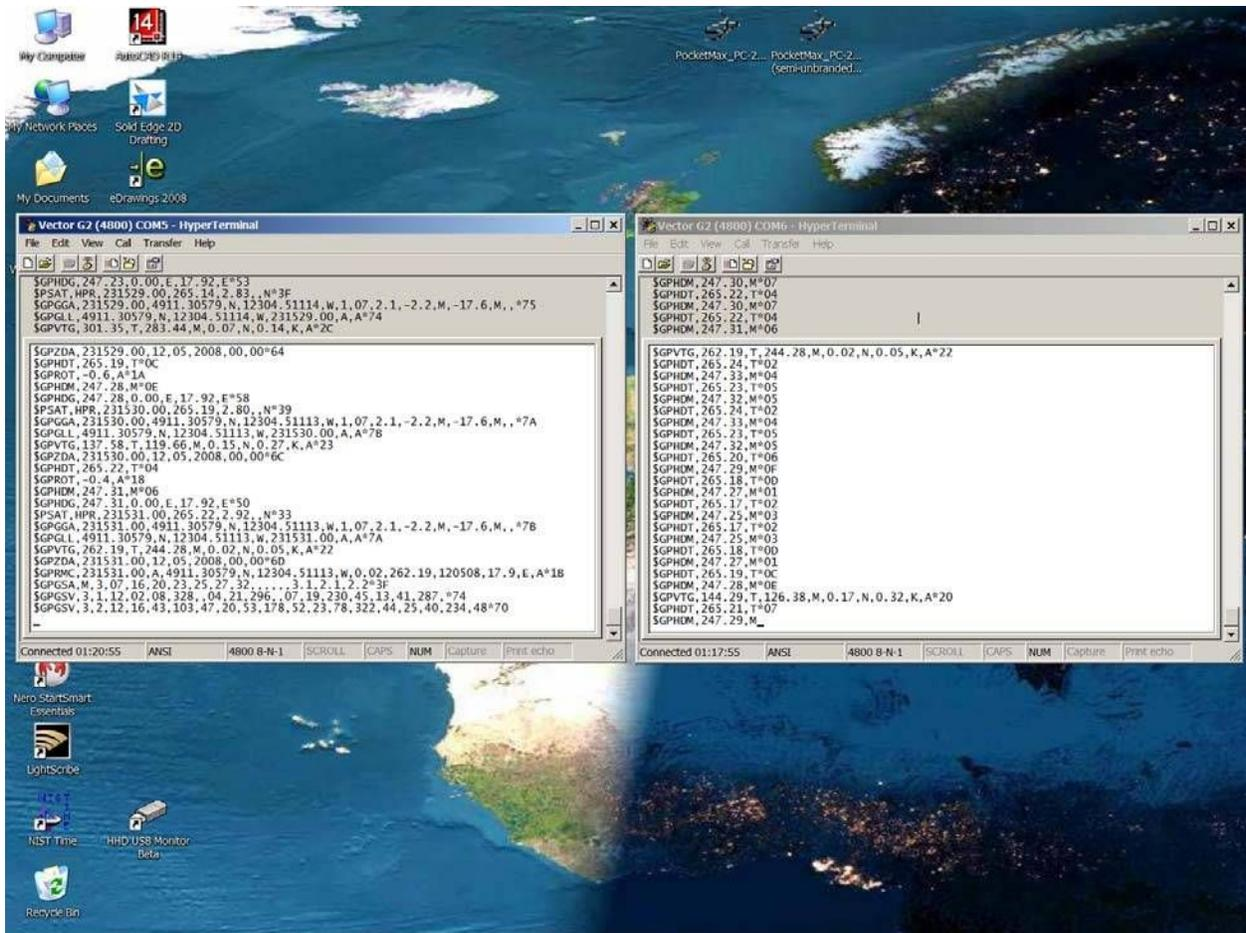 My Computer
AutoCAD R14
PocketMax_PC-2...
PocketMax_PC-2...
(semi-unbranded...
My Network Places
Solid Edge 2D
Drafting
My Documents
eDrawings 2008
Vector G2 (4800) COM5 - HyperTerminal
File Edit View Call Transfer Help
$GPHDG,247.23,0.00,E,17.92,E*53
$PSAT,HPR,231529.00,265.14,2.83,,N*3F
$GPGGA,231529.00,4911.30579,N,12304.51114,W,1,07,2.1,-2.2,M,-17.6,M,,*75
$GPGLL,4911.30579,N,12304.51114,W,231529.00,A,A*74
$GPVTG,301.35,T,283.44,M,0.07,N,0.14,K,A*2C
$GPZDA,231529.00,12,05,2008,00,00*64
$GPHDT,265.19,T*0C
$GPROT,-0.6,A*1A
$GPHDM,247.28,M*0E
$GPHDG,247.28,0.00,E,17.92,E*58
$PSAT,HPR,231530.00,265.19,2.80,,N*39
$GPGGA,231530.00,4911.30579,N,12304.51113,W,1,07,2.1,-2.2,M,-17.6,M,,*7A
$GPGLL,4911.30579,N,12304.51113,W,231530.00,A,A*7B
$GPVTG,137.58,T,119.66,M,0.15,N,0.27,K,A*23
$GPZDA,231530.00,12,05,2008,00,00*6C
$GPHDT,265.22,T*04
$GPROT,-0.4,A*18
$GPHDM,247.31,M*06
$GPHDG,247.31,0.00,E,17.92,E*50
$PSAT,HPR,231531.00,265.22,2.92,,N*33
$GPGGA,231531.00,4911.30579,N,12304.51113,W,1,07,2.1,-2.2,M,-17.6,M,,*7B
$GPGLL,4911.30579,N,12304.51113,W,231531.00,A,A*7A
$GPVTG,262.19,T,244.28,M,0.02,N,0.05,K,A*22
$GPZDA,231531.00,12,05,2008,00,00*6D
$GPRMC,231531.00,A,4911.30579,N,12304.51113,W,0.02,262.19,120508,17.9,E,A*1B
$GPGSA,M,3,07,16,20,23,25,27,32,,,,,,3.1,2.1,2.2*3F
$GPGSV,3,1,12,02,08,328,,04,21,296,,07,19,230,45,13,41,287,*74
$GPGSV,3,2,12,16,43,103,47,20,53,178,52,23,78,322,44,25,40,234,48*70
_
Connected 01:20:55 ANSI 4800 8-N-1 SCROLL CAPS NUM Capture Print echo
Vector G2 (4800) COM6 - HyperTerminal
File Edit View Call Transfer Help
$GPHDM,247.30,M*07
$GPHDT,265.22,T*04
$GPHDM,247.30,M*07
$GPHDT,265.22,T*04
$GPHDM,247.31,M*06
$GPVTG,262.19,T,244.28,M,0.02,N,0.05,K,A*22
$GPHDT,265.24,T*02
$GPHDM,247.33,M*04
$GPHDT,265.23,T*05
$GPHDM,247.32,M*05
$GPHDT,265.24,T*02
$GPHDM,247.33,M*04
$GPHDT,265.23,T*05
$GPHDM,247.32,M*05
$GPHDT,265.20,T*06
$GPHDM,247.29,M*0F
$GPHDT,265.18,T*0D
$GPHDM,247.27,M*01
$GPHDT,265.17,T*02
$GPHDM,247.25,M*03
$GPHDT,265.17,T*02
$GPHDM,247.25,M*03
$GPHDT,265.18,T*0D
$GPHDM,247.27,M*01
$GPHDT,265.19,T*0C
$GPHDM,247.28,M*0E
$GPVTG,144.29,T,126.38,M,0.17,N,0.32,K,A*20
$GPHDT,265.21,T*07
$GPHDM,247.29,M_
Connected 01:17:55 ANSI 4800 8-N-1 SCROLL CAPS NUM Capture Print echo
Nero StartSmart
Essentials
LightScribe
NIST Time
HHD USB Monitor
Beta
Recycle Bin